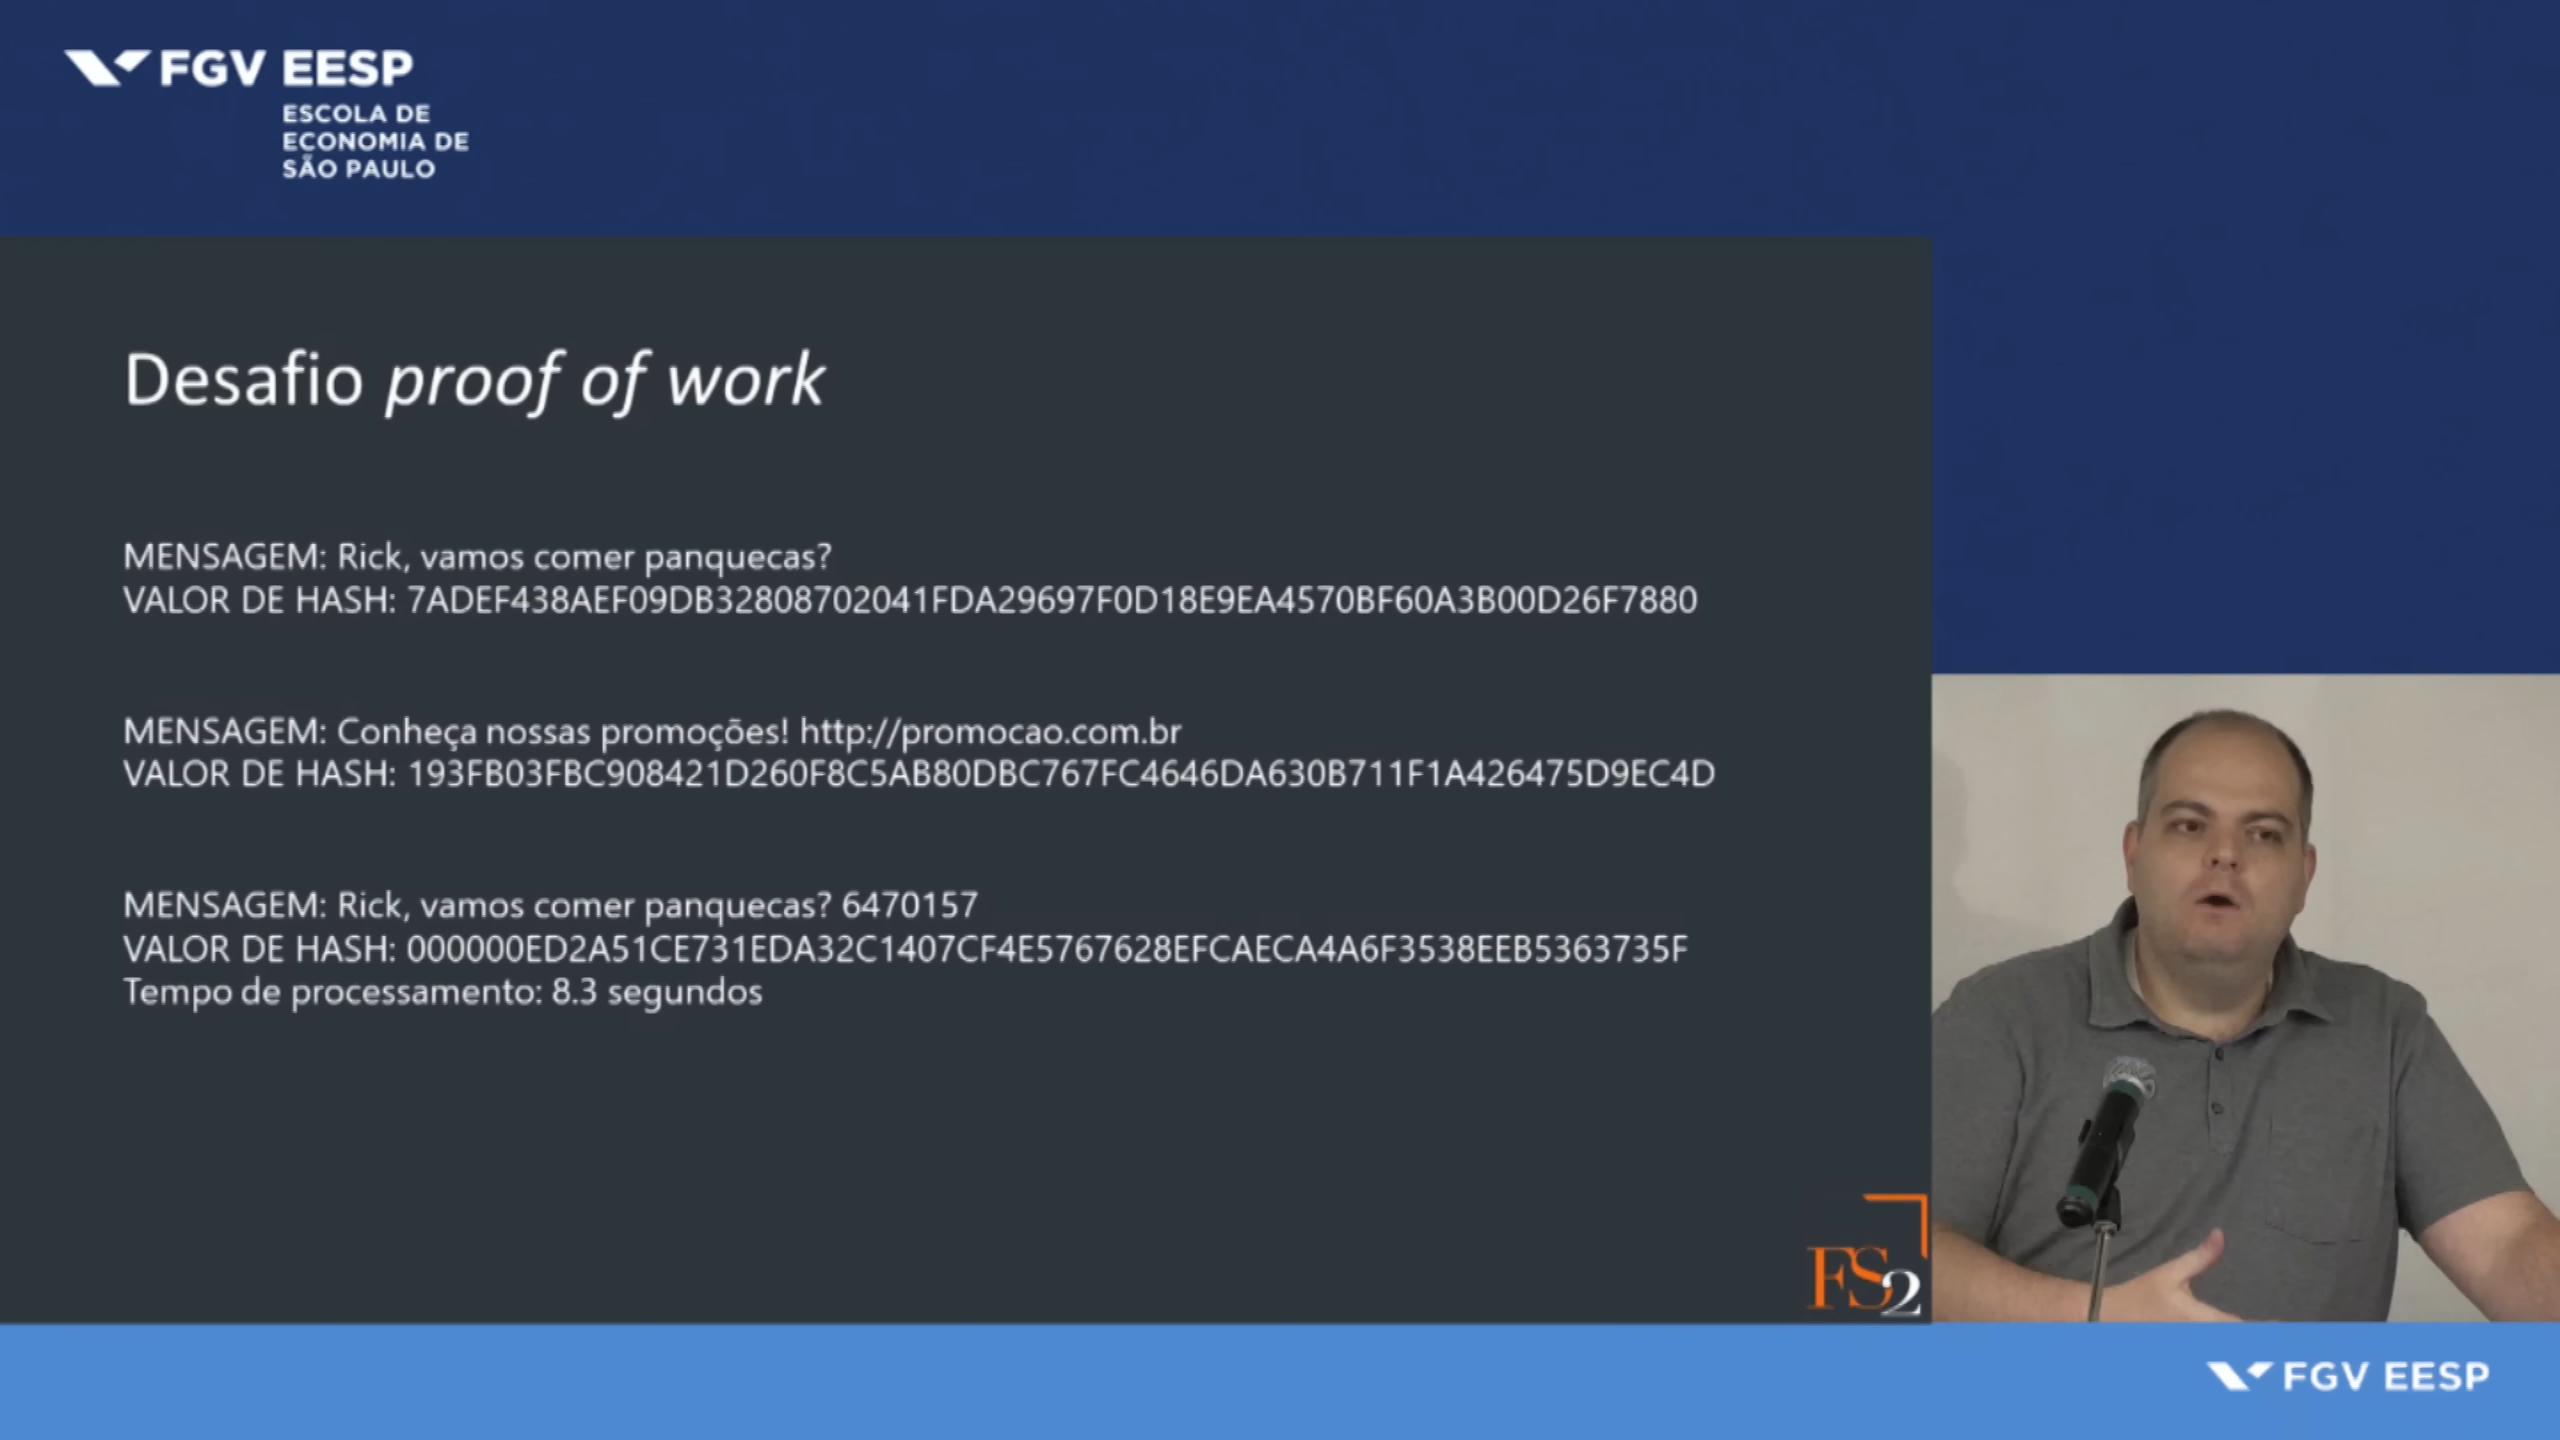 FGV EESP
ESCOLA DE
ECONOMIA DE
SÃO PAULO
Desafio proof of work
MENSAGEM: Rick, vamos comer panquecas?
VALOR DE HASH: 7ADEF438AEF09DB32808702041FDA29697F0D18E9EA4570BF60A3B00D26F7880
MENSAGEM: Conheça nossas promoções! http://promocao.com.br
VALOR DE HASH: 193FB03FBC908421D260F8C5AB80DBC767FC4646DA630B711F1A426475D9EC4D
MENSAGEM: Rick, vamos comer panquecas? 6470157
VALOR DE HASH: 000000ED2A51CE731EDA32C1407CF4E5767628EFCAECA4A6F3538EEB5363735F
Tempo de processamento: 8.3 segundos
FS2
FGV EESP